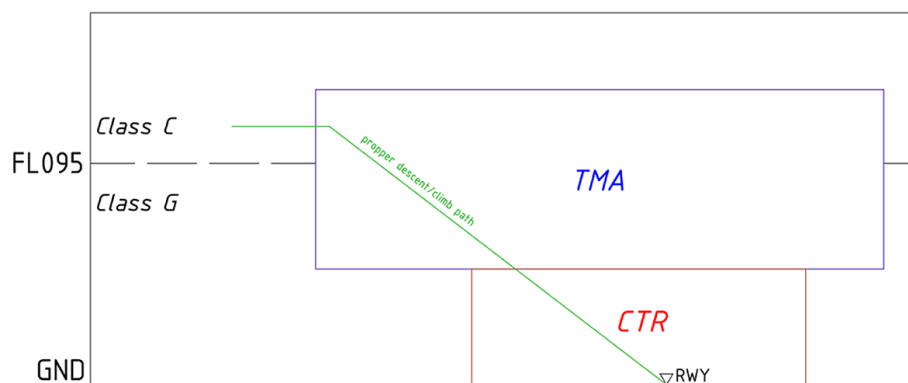 Class C
propper descent/climb path
FL095
TMA
Class G
CTR
GND
RWY